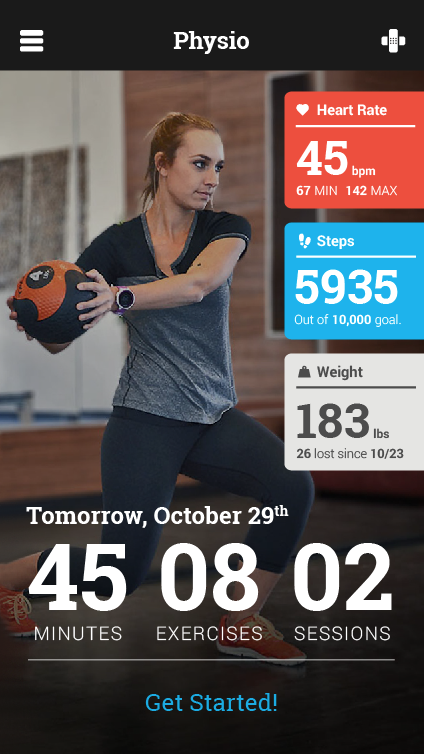 Physio
Heart Rate
45 bpm
67 MIN 142 MAX
Steps
5935
Out of 10,000 goal.
Weight
183 lbs
26 lost since 10/23
Tomorrow, October 29th
45 08 02
MINUTES EXERCISES SESSIONS
Get Started!